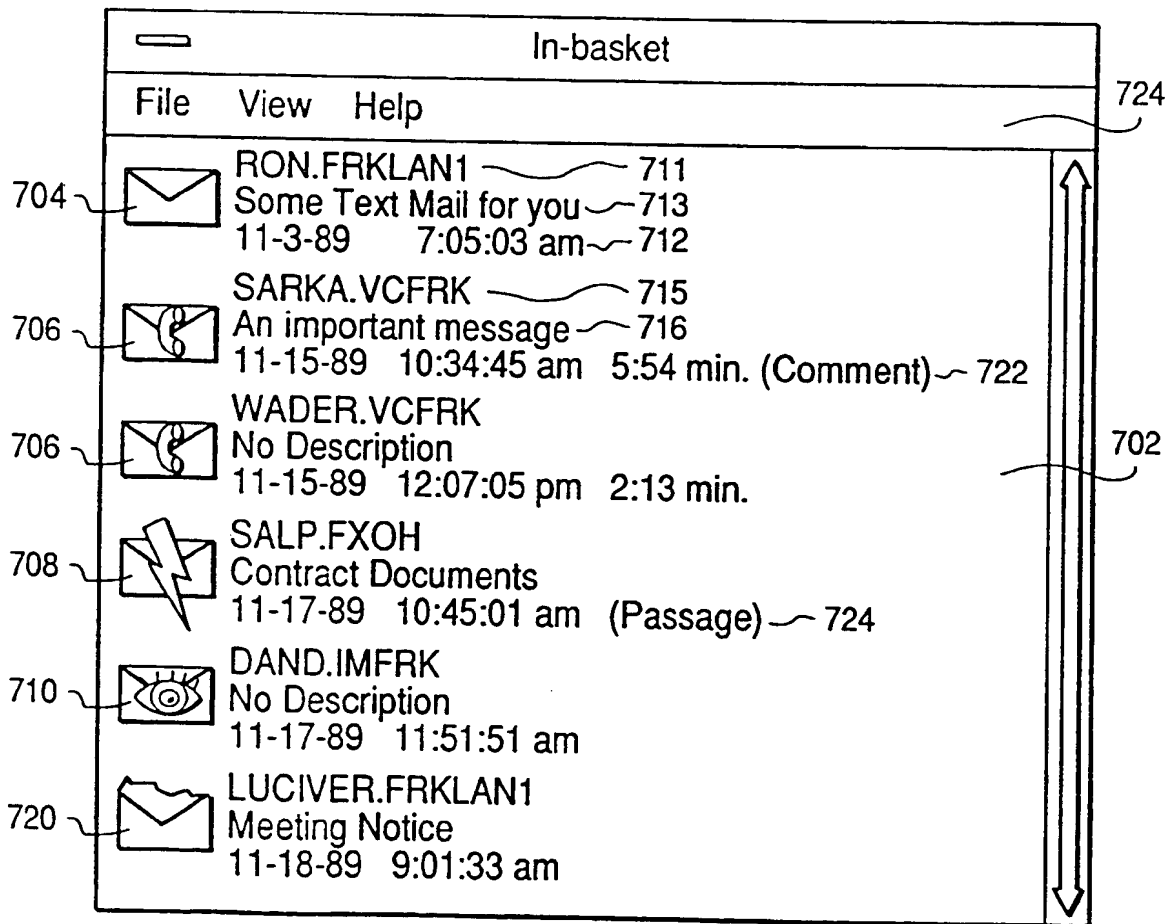 In-basket
File View Help 724
RON.FRKLAN1 711
704 Some Text Mail for you 713
11-3-89 7:05:03 am 712
SARKA.VCFRK 715
706 An important message 716
11-15-89 10:34:45 am 5:54 min. (Comment) 722
WADER.VCFRK
706 No Description 702
11-15-89 12:07:05 pm 2:13 min.
SALP.FXOH
708 Contract Documents
11-17-89 10:45:01 am (Passage) 724
DAND.IMFRK
710 No Description
11-17-89 11:51:51 am
LUCIVER.FRKLAN1
720 Meeting Notice
11-18-89 9:01:33 am